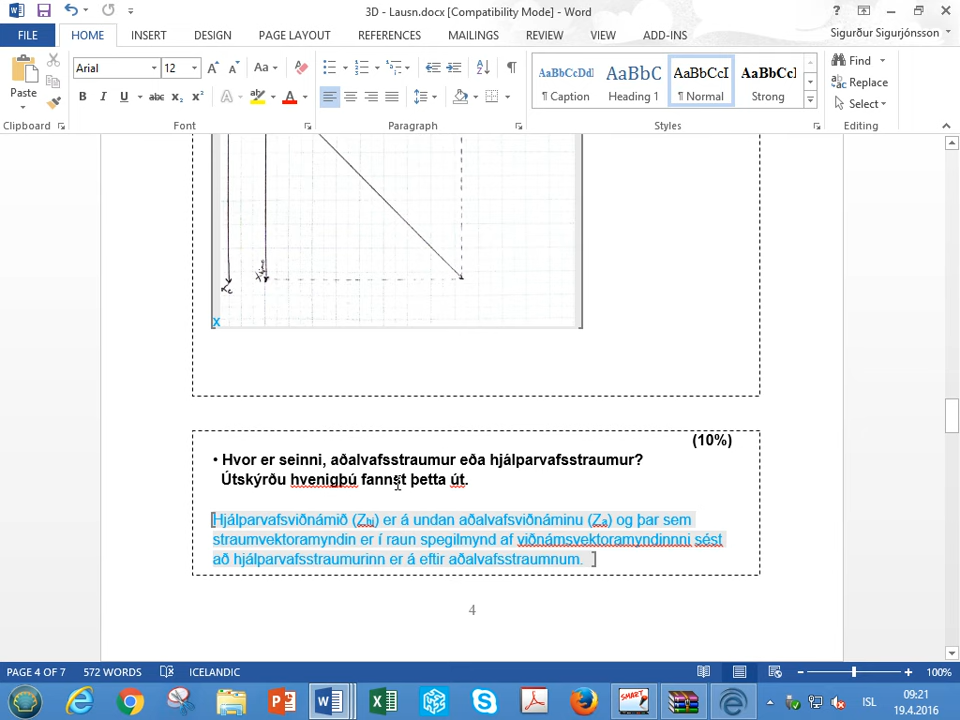 3D - Lausn.docx [Compatibility Mode] - Word
FILE HOME INSERT DESIGN PAGE LAYOUT REFERENCES MAILINGS REVIEW VIEW ADD-INS
Sigurður Sigurjónsson
Paste
Clipboard
Arial 12
Font
Paragraph
AaBbCcDdI AaBbC AaBbCcI AaBbCcI
¶ Caption Heading 1 ¶ Normal Strong
Styles
Find
Replace
Select
Editing
X
(10%)
• Hvor er seinni, aðalvafsstraumur eða hjálparvafsstraumur?
Útskýrðu hvenigþú fannst þetta út.
Hjálparvafsviðnámið (Zhj) er á undan aðalvafsviðnáminu (Za) og þar sem
straumvektoramyndin er í raun spegilmynd af viðnámsvektoramyndinnni sést
að hjálparvafsstraumurinn er á eftir aðalvafsstraumnum.
4
PAGE 4 OF 7 572 WORDS ICELANDIC
100%
ISL
09:21
19.4.2016